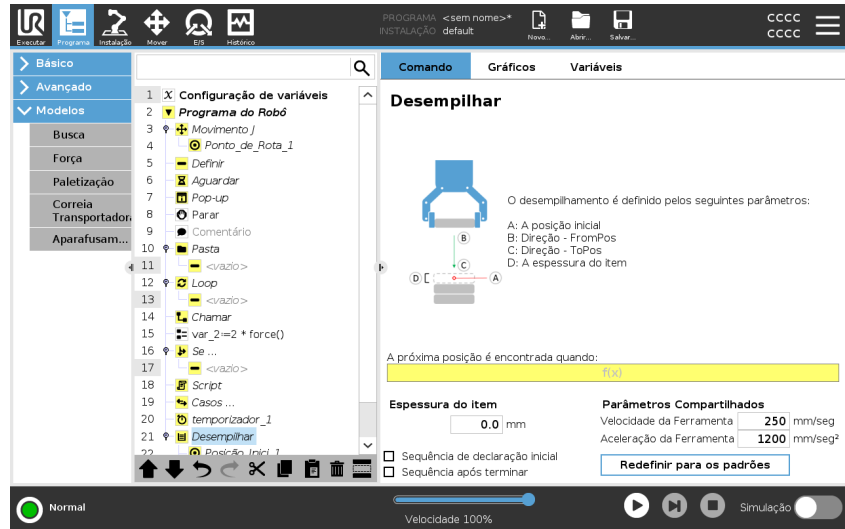 PROGRAMA <sem nome>*
INSTALAÇÃO default
UR
Executar
Programa
Instalação
Mover
E/S
Histórico
Novo...
Abrir...
Salvar...
CCCC
CCCC
Básico
Avançado
Modelos
Busca
Força
Paletização
Correia
Transportador
Aparafusam...
1 X Configuração de variáveis
2 Programa do Robô
3 Movimento J
4 Ponto_de_Rota_1
5 Definir
6 Aguardar
7 Pop-up
8 Parar
9 Comentário
10 Pasta
11 <vazio>
12 Loop
13 <vazio>
14 Chamar
15 var_2:=2 * force()
16 Se ...
17 <vazio>
18 Script
19 Casos ...
20 temporizador_1
21 Desempilhar
22 Posição_Inici_1
Comando Gráficos Variáveis
Desempilhar
B
C
D
A
O desempilhamento é definido pelos seguintes parâmetros:
A: A posição inicial
B: Direção - FromPos
C: Direção - ToPos
D: A espessura do item
A próxima posição é encontrada quando:
f(x)
Espessura do item
0.0 mm
Sequência de declaração inicial
Sequência após terminar
Parâmetros Compartilhados
Velocidade da Ferramenta 250 mm/seg
Aceleração da Ferramenta 1200 mm/seg²
Redefinir para os padrões
Normal
Velocidade 100%
Simulação